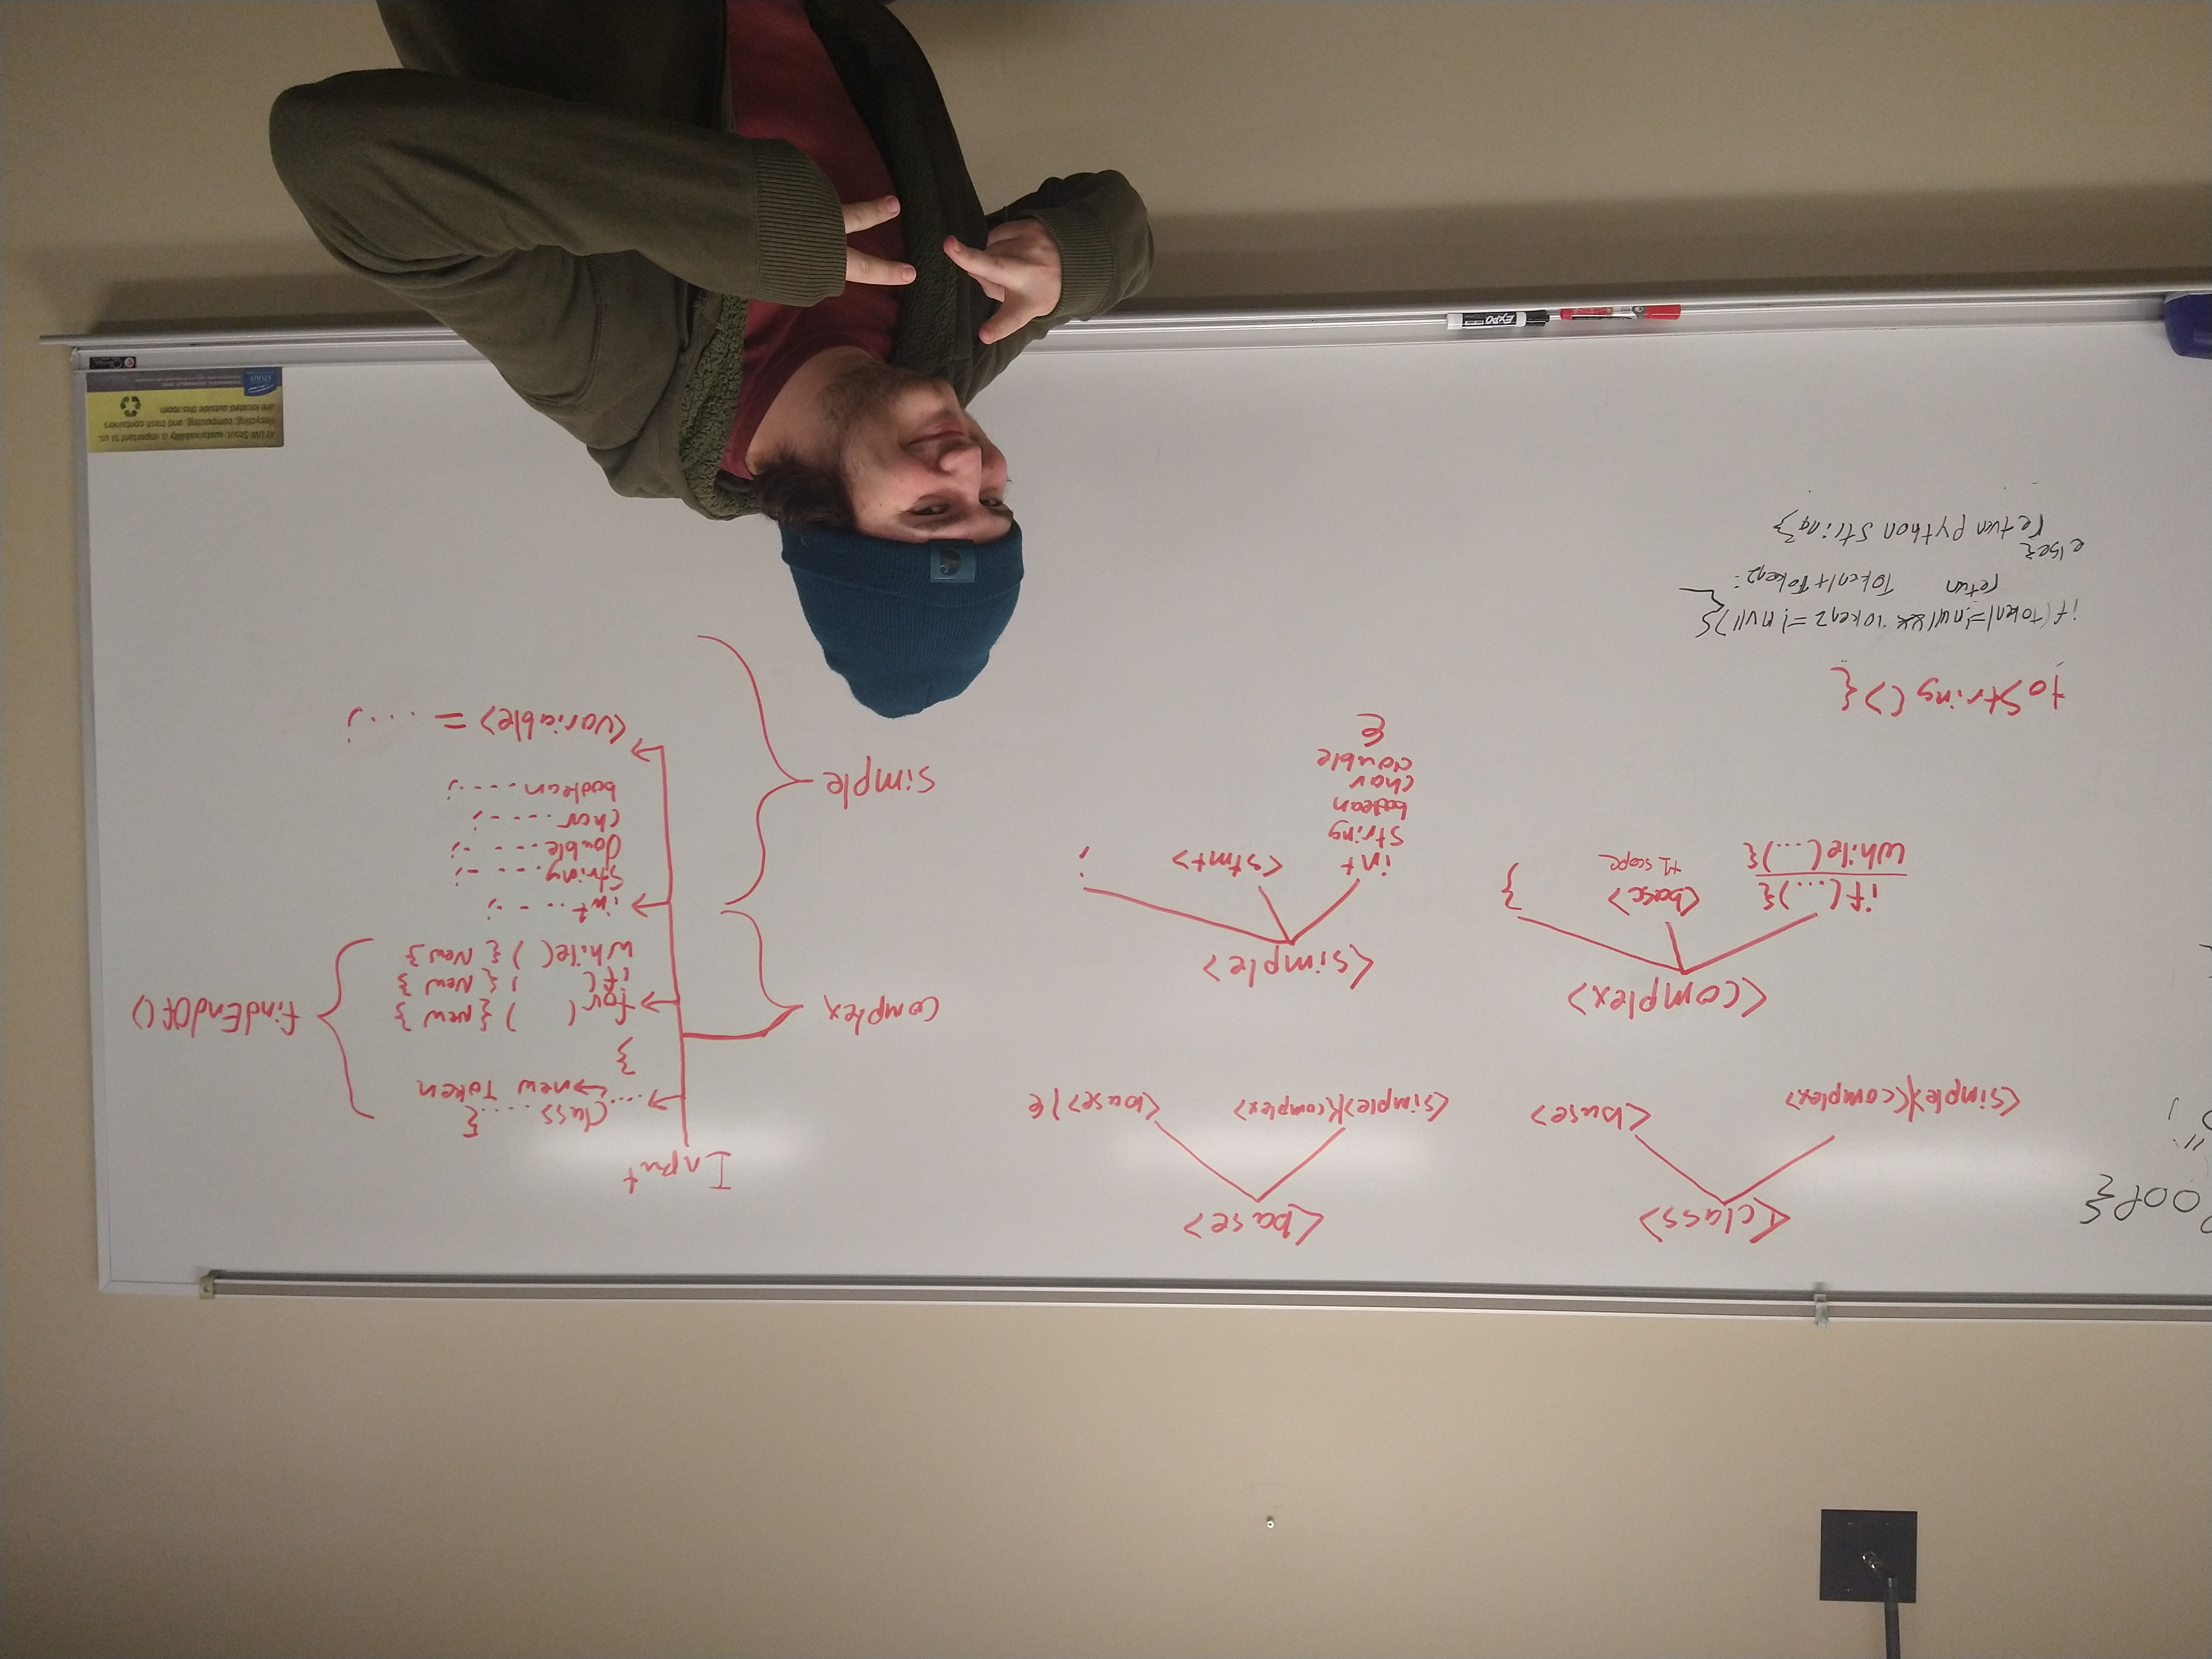 oop{
";
<class>
<simple>|<complex>
<base>
<base>
<simple>|<complex>
<base> | ε
<complex>
if(...){
while(...){
<base>
+1 scope
}
<simple>
int
String
boolean
char
double
ε
<stmt>
;
toString(){
if(token1=!null && Token2=! null){
retun Token1+Token2;
else{
return python String}
Input
...class....{
↳new Token
}
for( ) {New }
if( ) { New }
while( ) { New }
findEndOf()
complex
int.. - -;
String. - - -;
double. - - -;
char. - - -;
boolean. - - -;
<variable> = ....;
simple
At UW-Stout, sustainability is important to us.
Recycling, composting, and trash containers
are located outside this room.
STOUT
EXPO